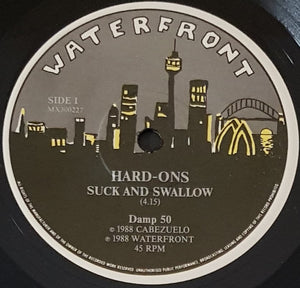 WATERFRONT
SIDE 1
MX300227
HARD-ONS
SUCK AND SWALLOW
(4.15)
Damp 50
℗ 1988 CABEZUELO
© 1988 WATERFRONT
45 RPM